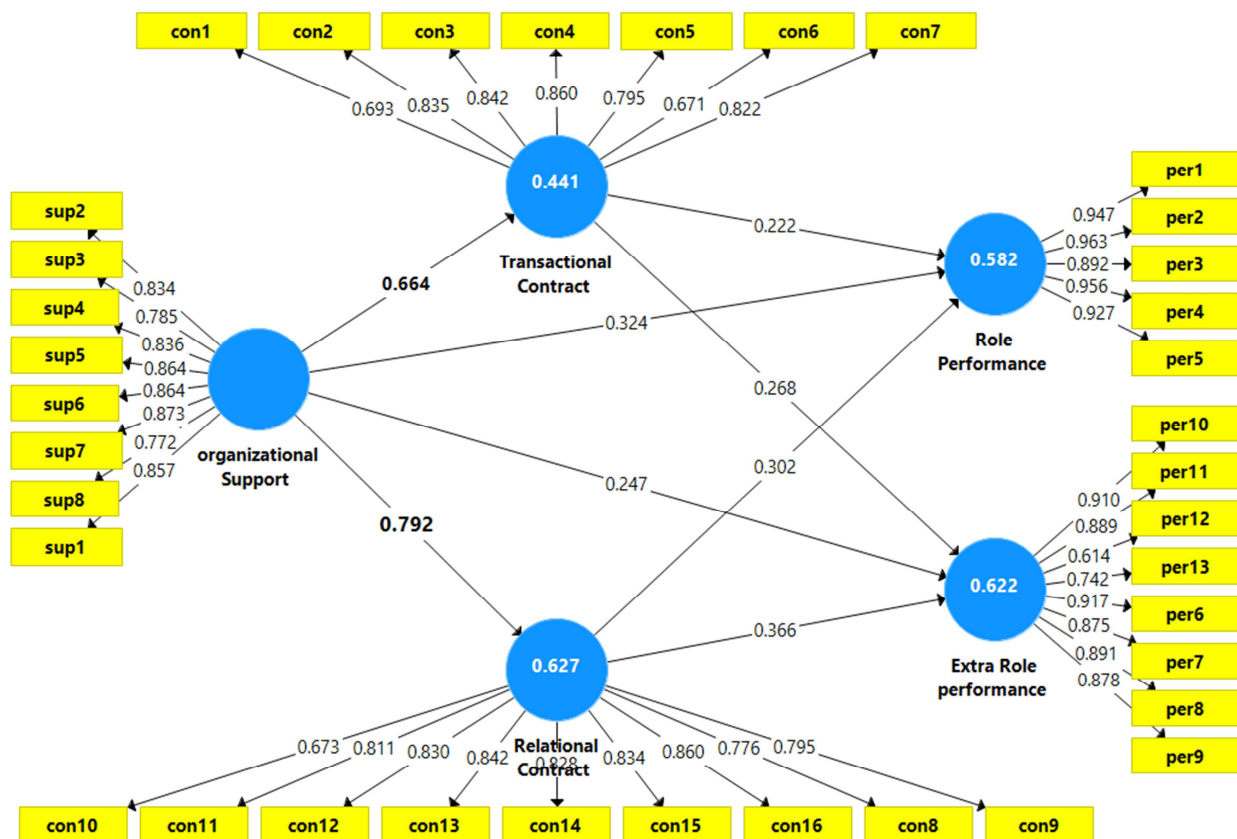 con1
con2
con3
con4
con5
con6
con7
0.693
0.835
0.842
0.860
0.795
0.671
0.822
0.441
Transactional
Contract
sup2
sup3
sup4
sup5
sup6
sup7
sup8
sup1
0.834
0.785
0.836
0.864
0.864
0.873
0.772
0.857
organizational
Support
0.664
0.792
0.222
0.324
0.268
0.302
0.247
0.366
0.582
Role
Performance
0.947
0.963
0.892
0.956
0.927
per1
per2
per3
per4
per5
0.622
Extra Role
performance
0.910
0.889
0.614
0.742
0.917
0.875
0.891
0.878
per10
per11
per12
per13
per6
per7
per8
per9
0.627
Relational
Contract
0.673
0.811
0.830
0.842
0.828
0.834
0.860
0.776
0.795
con10
con11
con12
con13
con14
con15
con16
con8
con9